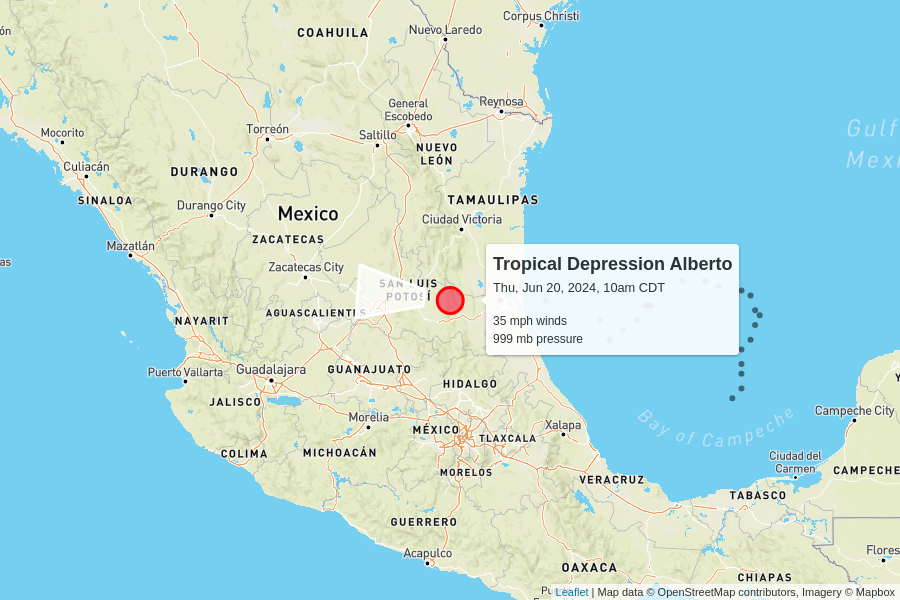 Corpus Christi
COAHUILA
Nuevo Laredo
General
Escobedo
Reynosa
Mocorito
Torreón
Saltillo
NUEVO
LEÓN
Culiacán
DURANGO
SINALOA
TAMAULIPAS
Durango City
Mexico
Ciudad Victoria
ZACATECAS
Mazatlán
as
Zacatecas City
SAN LUIS
POTOSÍ
Tropical Depression Alberto
Thu, Jun 20, 2024, 10am CDT
35 mph winds
999 mb pressure
Gulf
Mexi
AGUASCALIENTES
NAYARIT
Puerto Vallarta
Guadalajara
GUANAJUATO
HIDALGO
JALISCO
Morelia
MÉXICO
TLAXCALA
Xalapa
Bay of Campeche
Campeche City
Y
COLIMA
MICHOACÁN
MORELOS
VERACRUZ
Ciudad del
Carmen
CAMPECHE
TABASCO
GUERRERO
Acapulco
OAXACA
CHIAPAS
Flores
Leaflet | Map data © OpenStreetMap contributors, Imagery © Mapbox